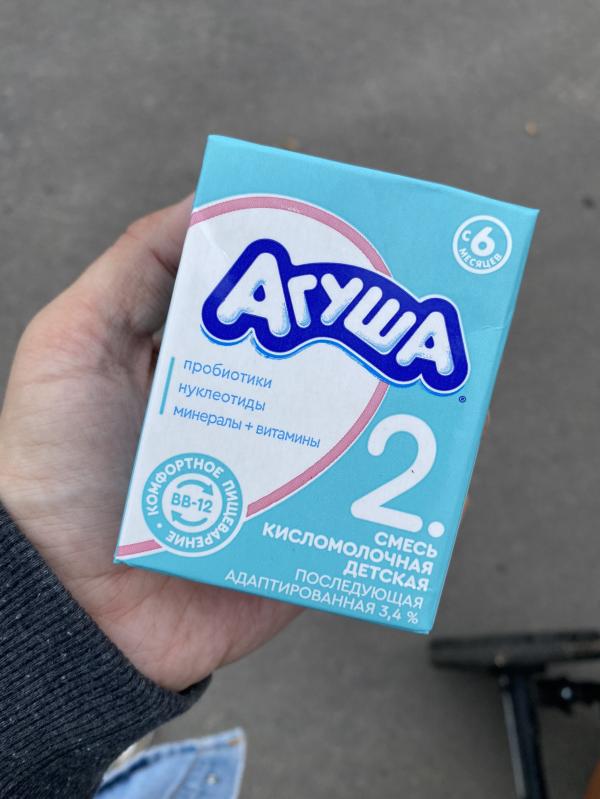 с 6 месяцев
АГУША
®
пробиотики
нуклеотиды
минералы + витамины
2.
СМЕСЬ
КИСЛОМОЛОЧНАЯ
ДЕТСКАЯ
ПОСЛЕДУЮЩАЯ
АДАПТИРОВАННАЯ 3,4 %
• КОМФОРТНОЕ ПИЩЕВАРЕНИЕ
BB-12